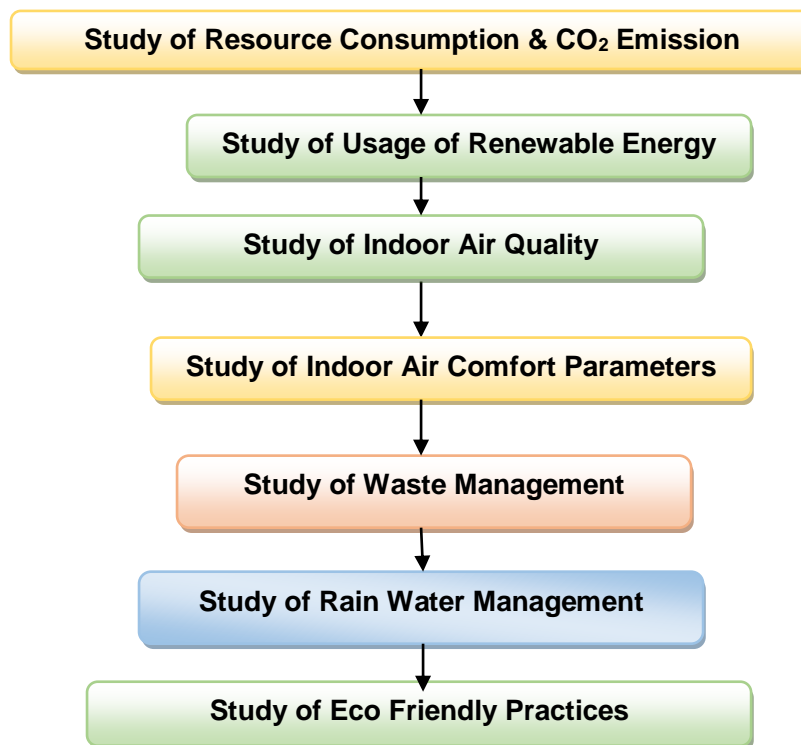 Study of Resource Consumption & CO₂ Emission
Study of Usage of Renewable Energy
Study of Indoor Air Quality
Study of Indoor Air Comfort Parameters
Study of Waste Management
Study of Rain Water Management
Study of Eco Friendly Practices